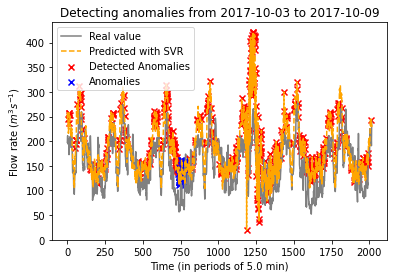 Detecting anomalies from 2017-10-03 to 2017-10-09
Real value
Predicted with SVR
Detected Anomalies
Anomalies
Flow rate (m³s⁻¹)
400
350
300
250
200
150
100
50
0
0 250 500 750 1000 1250 1500 1750 2000
Time (in periods of 5.0 min)